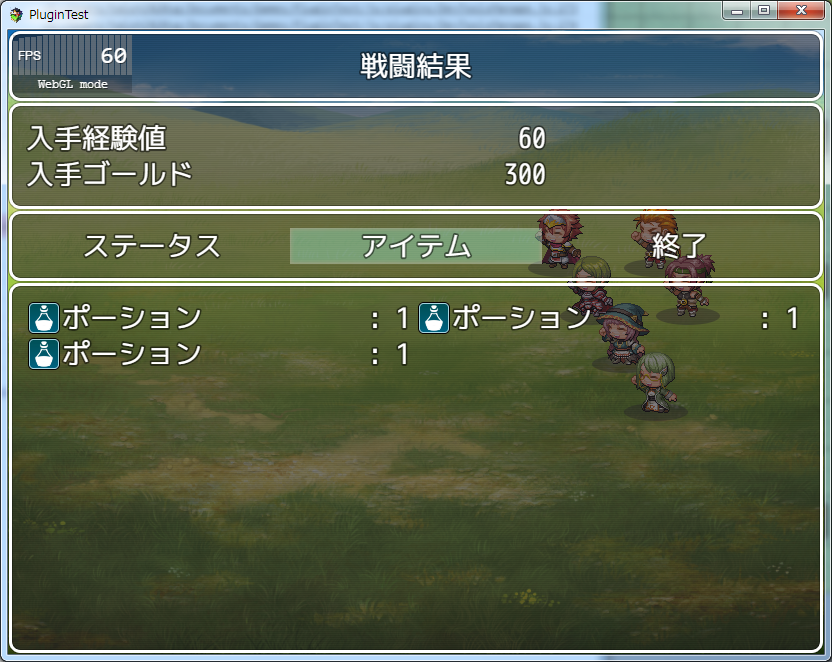 PluginTest
FPS 60
WebGL mode
戦闘結果
入手経験値 60
入手ゴールド 300
ステータス アイテム 終了
ポーション : 1 ポーション : 1
ポーション : 1